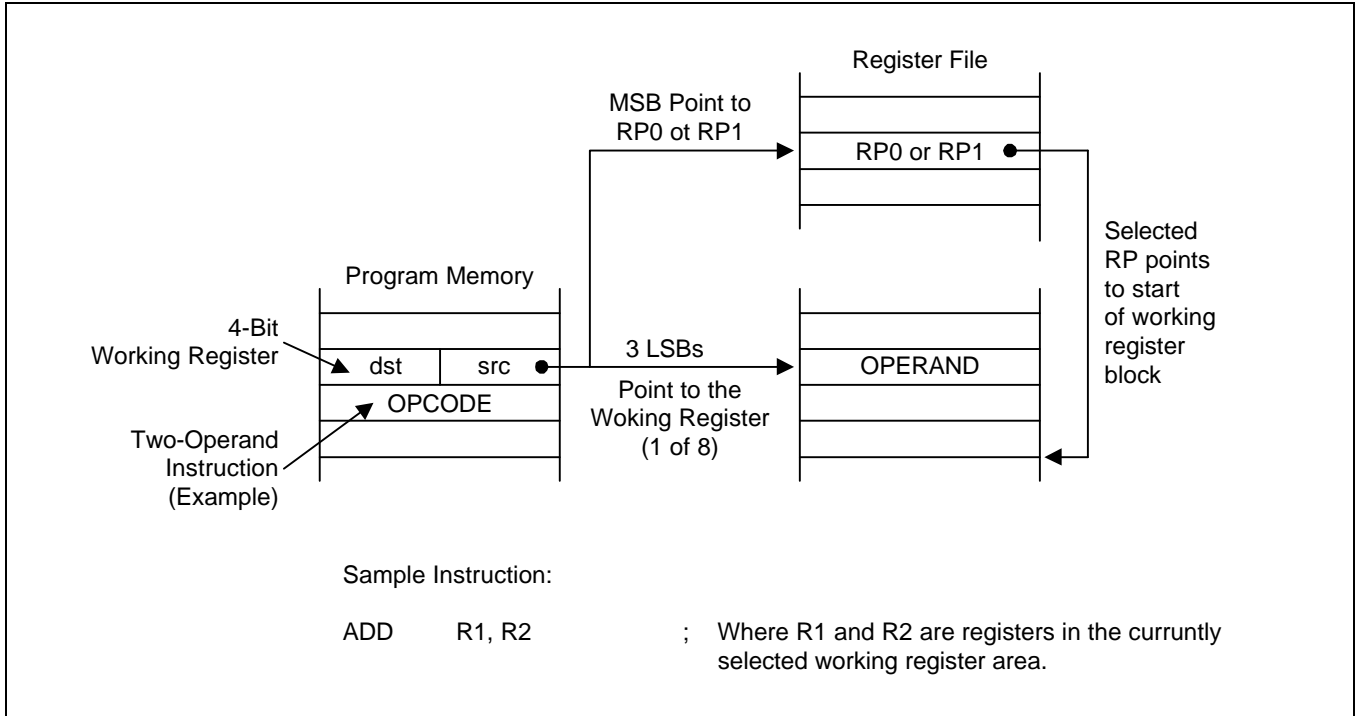 Register File
MSB Point to
RP0 ot RP1
RP0 or RP1
Selected
RP points
to start
of working
register
block
Program Memory
4-Bit
Working Register
dst src
3 LSBs
OPERAND
OPCODE
Point to the
Woking Register
(1 of 8)
Two-Operand
Instruction
(Example)
Sample Instruction:
ADD R1, R2 ; Where R1 and R2 are registers in the curruntly
selected working register area.